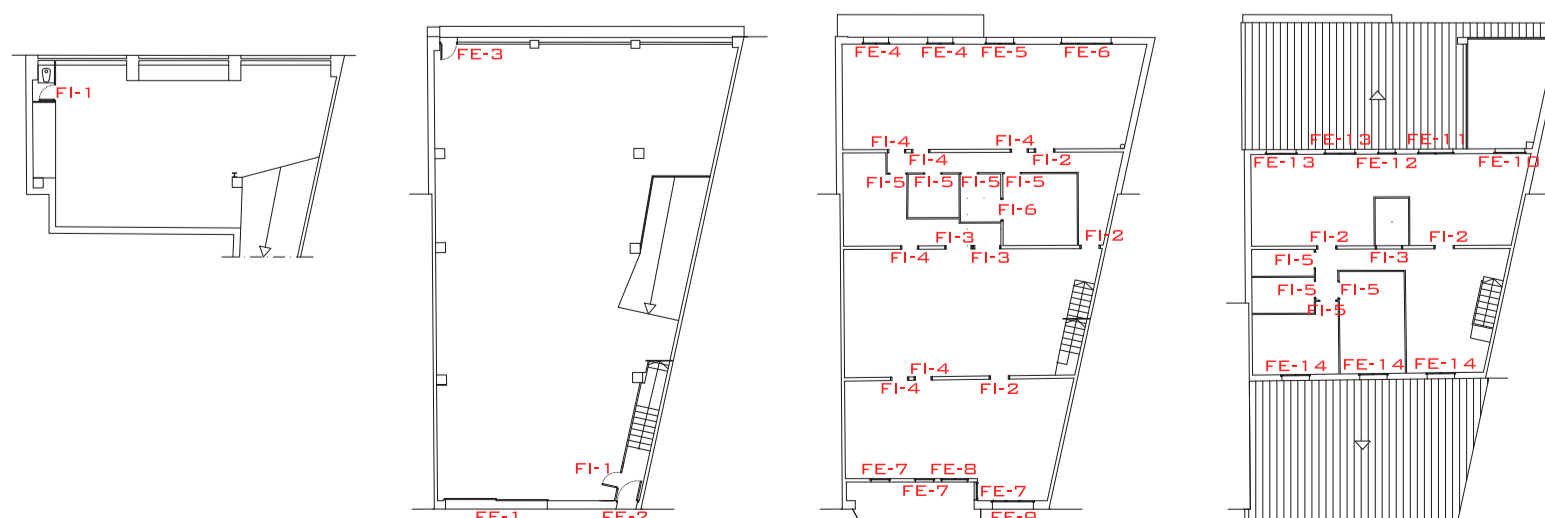 FI-1
FE-3
FI-1
FE-1 FE-2
FE-4 FE-4 FE-5 FE-6
FI-4 FI-4
FI-4 FI-2
FI-5 FI-5 FI-5 FI-5
FI-6
FI-3 FI-2
FI-4 FI-3
FI-4
FI-4 FI-2
FE-7 FE-8
FE-7 FE-7
FE-9
FE-13 FE-11
FE-13 FE-12 FE-10
FI-2 FI-2
FI-5 FI-3
FI-5 FI-5
FI-5
FE-14 FE-14 FE-14